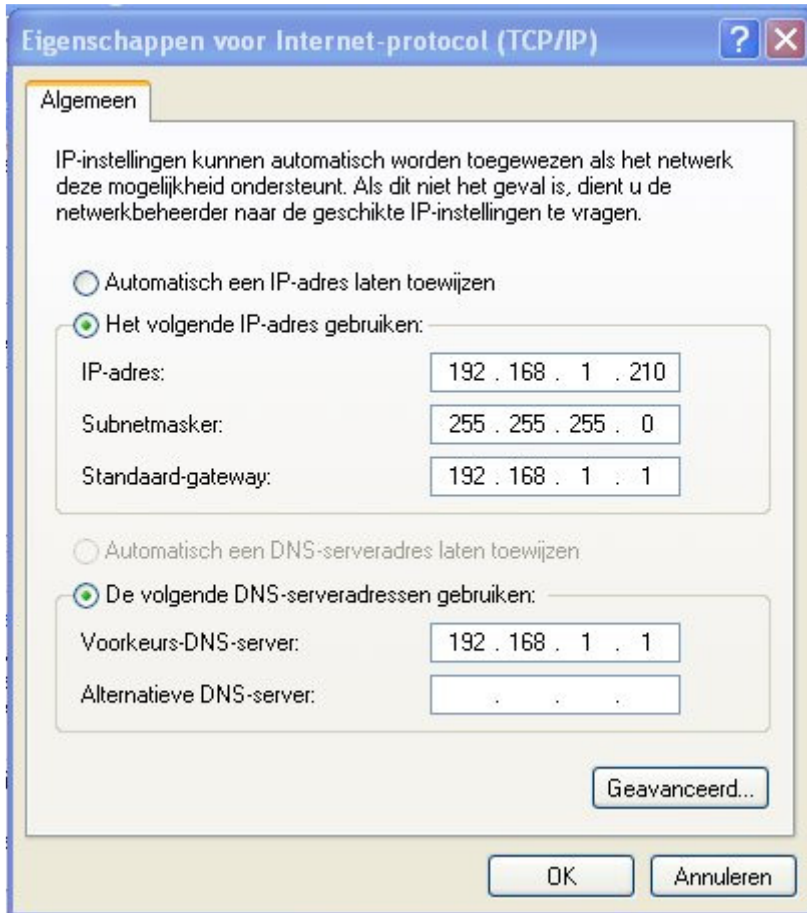 Eigenschappen voor Internet-protocol (TCP/IP)
Algemeen
IP-instellingen kunnen automatisch worden toegewezen als het netwerk
deze mogelijkheid ondersteunt. Als dit niet het geval is, dient u de
netwerkbeheerder naar de geschikte IP-instellingen te vragen.
Automatisch een IP-adres laten toewijzen
Het volgende IP-adres gebruiken:
IP-adres: 192 . 168 . 1 . 210
Subnetmasker: 255 . 255 . 255 . 0
Standaard-gateway: 192 . 168 . 1 . 1
Automatisch een DNS-serveradres laten toewijzen
De volgende DNS-serveradressen gebruiken:
Voorkeurs-DNS-server: 192 . 168 . 1 . 1
Alternatieve DNS-server: . . .
Geavanceerd...
OK Annuleren